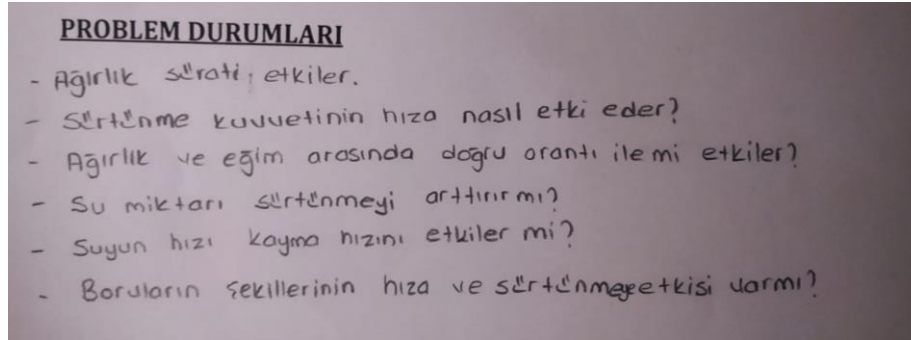 PROBLEM DURUMLARI
- Ağırlık sürati etkiler.
- Sürtünme kuvvetinin hıza nasıl etki eder?
- Ağırlık ve eğim arasında doğru orantı ile mi etkiler?
- Su miktarı sürtünmeyi arttırır mı?
- Suyun hızı kayma hızını etkiler mi?
- Boruların şekillerinin hıza ve sürtünmeye etkisi varmı?